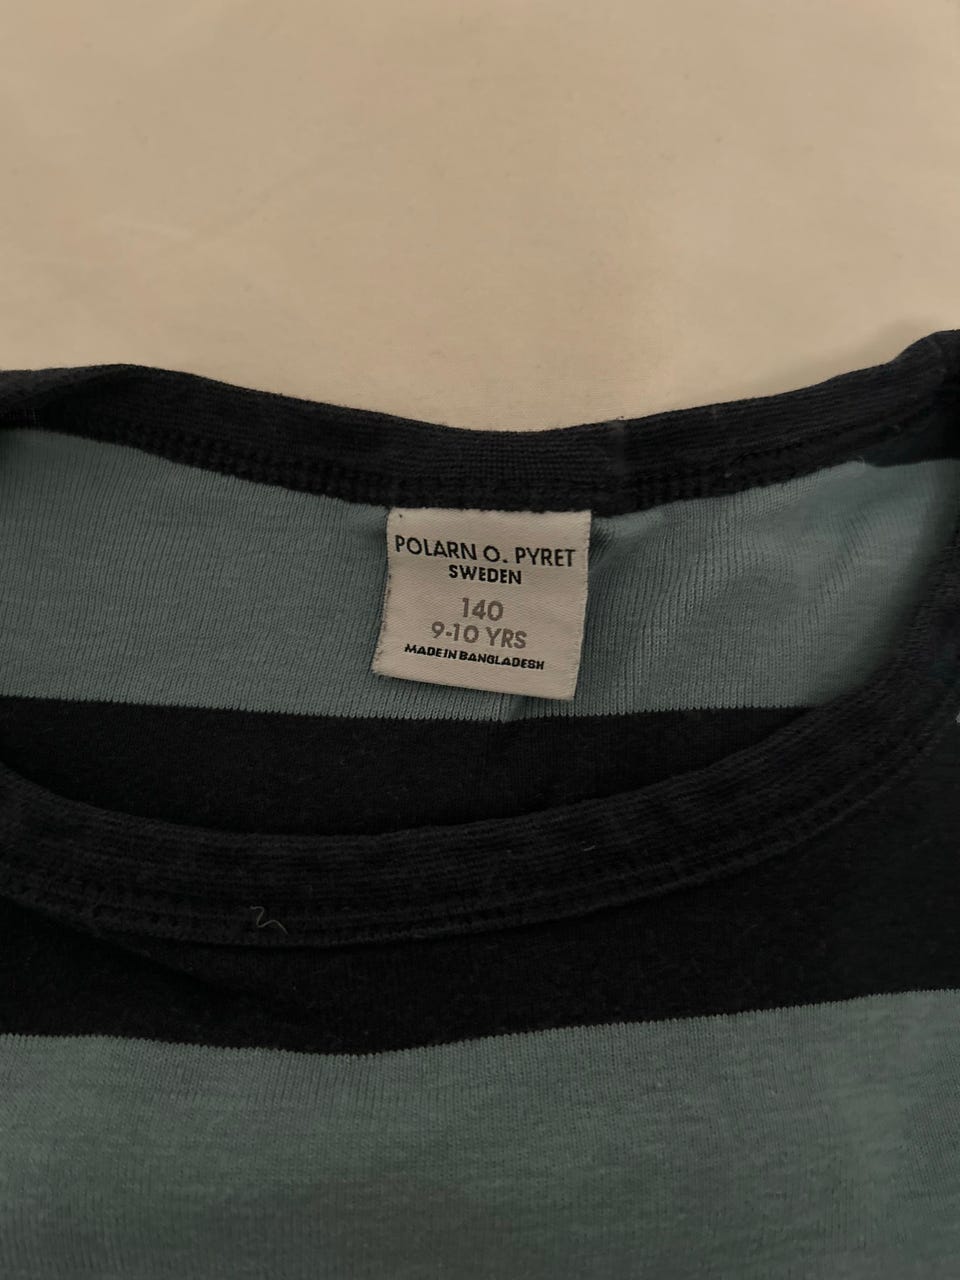 POLARN O. PYRET
SWEDEN
140
9-10 YRS
MADE IN BANGLADESH